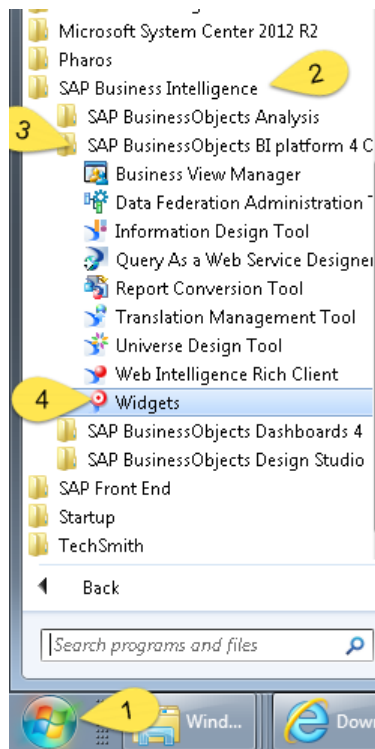 Microsoft System Center 2012 R2
Pharos
SAP Business Intelligence
2
SAP BusinessObjects Analysis
3
SAP BusinessObjects BI platform 4 C
Business View Manager
Data Federation Administration
Information Design Tool
Query As a Web Service Designer
Report Conversion Tool
Translation Management Tool
Universe Design Tool
Web Intelligence Rich Client
4
Widgets
SAP BusinessObjects Dashboards 4
SAP BusinessObjects Design Studio
SAP Front End
Startup
TechSmith
Back
Search programs and files
1
Wind...
Dow